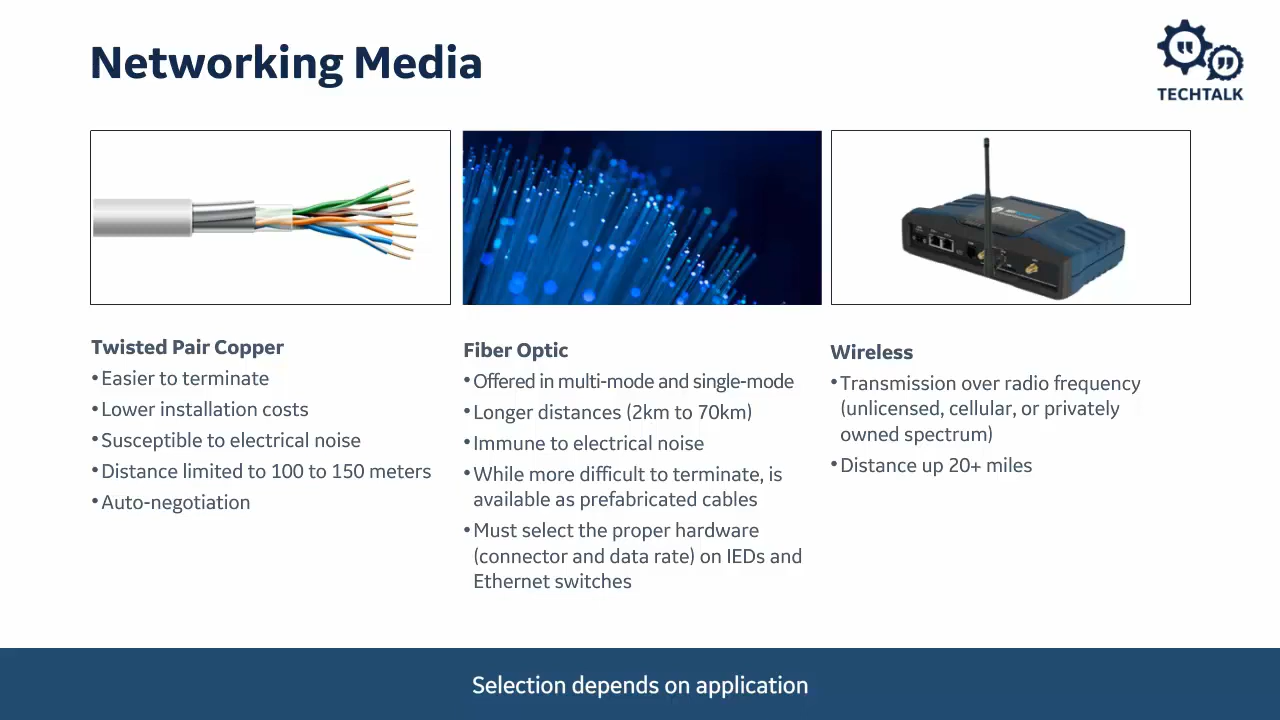 Networking Media
TECHTALK
Twisted Pair Copper
•Easier to terminate
•Lower installation costs
•Susceptible to electrical noise
•Distance limited to 100 to 150 meters
•Auto-negotiation
Fiber Optic
•Offered in multi-mode and single-mode
•Longer distances (2km to 70km)
•Immune to electrical noise
•While more difficult to terminate, is
available as prefabricated cables
•Must select the proper hardware
(connector and data rate) on IEDs and
Ethernet switches
Wireless
•Transmission over radio frequency
(unlicensed, cellular, or privately
owned spectrum)
•Distance up 20+ miles
Selection depends on application